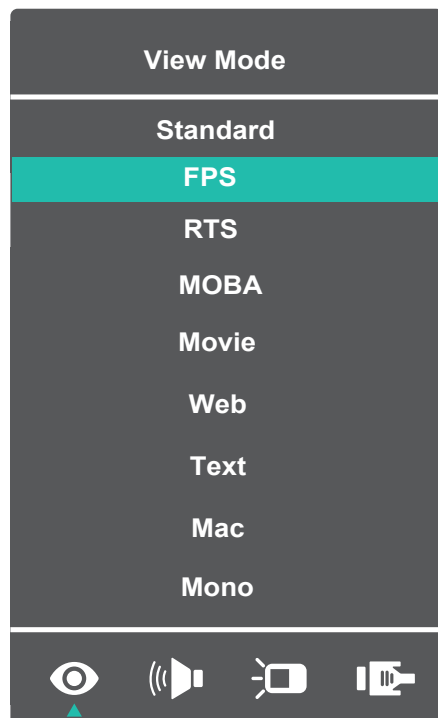 View Mode
Standard
FPS
RTS
MOBA
Movie
Web
Text
Mac
Mono